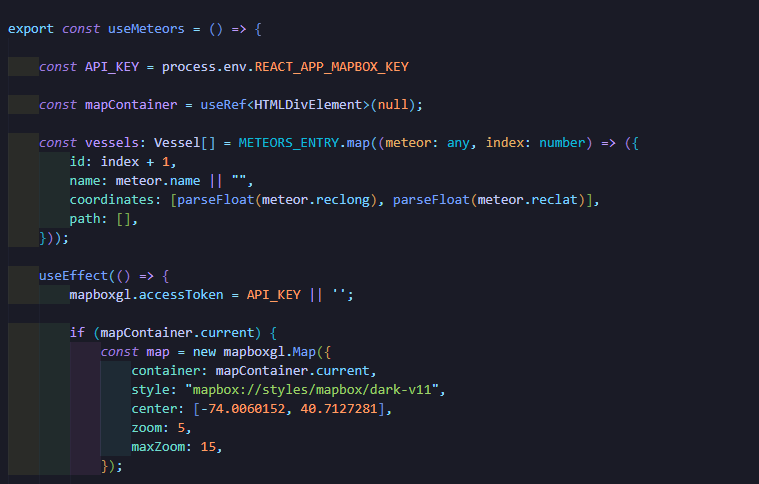 export const useMeteors = () => {
const API_KEY = process.env.REACT_APP_MAPBOX_KEY
const mapContainer = useRef<HTMLDivElement>(null);
const vessels: Vessel[] = METEORS_ENTRY.map((meteor: any, index: number) => ({
id: index + 1,
name: meteor.name || "",
coordinates: [parseFloat(meteor.reclong), parseFloat(meteor.reclat)],
path: [],
}));
useEffect(() => {
mapboxgl.accessToken = API_KEY || '';
if (mapContainer.current) {
const map = new mapboxgl.Map({
container: mapContainer.current,
style: "mapbox://styles/mapbox/dark-v11",
center: [-74.0060152, 40.7127281],
zoom: 5,
maxZoom: 15,
});